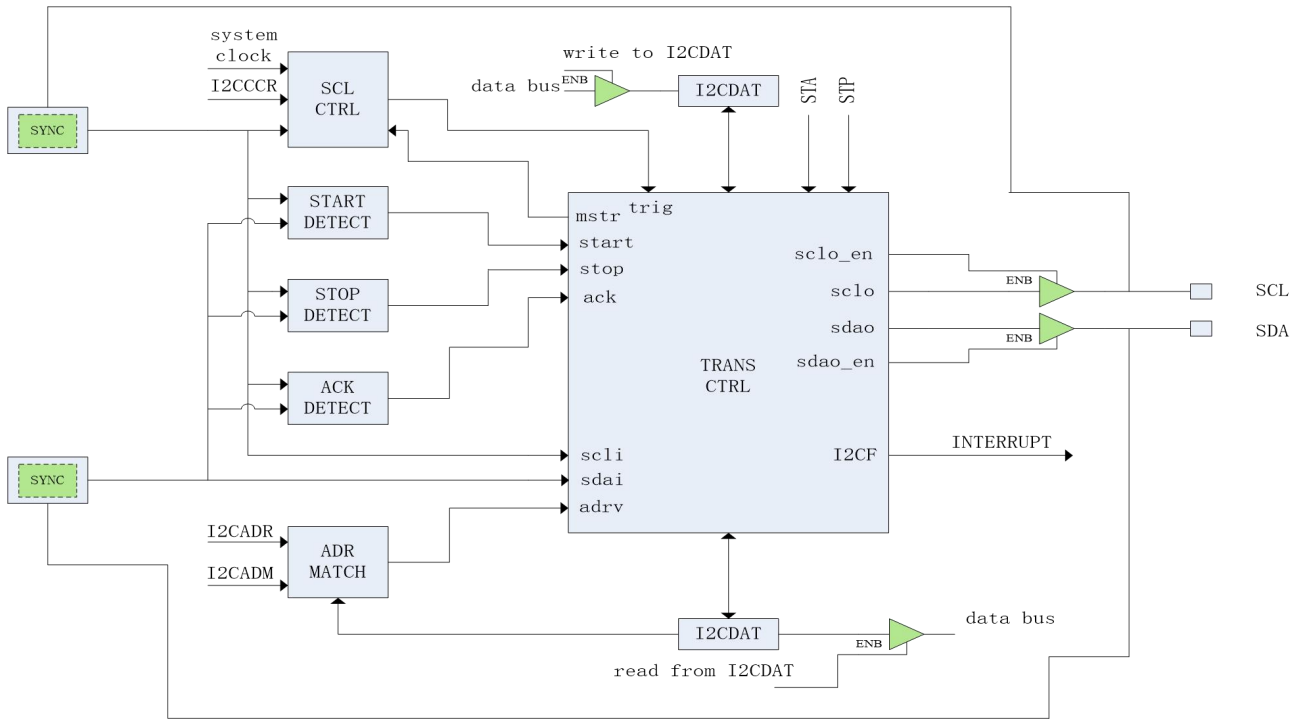 system
clock
I2CCCR
SCL
CTRL
write to I2CDAT
data bus
ENB
I2CDAT
STA
STP
SYNC
START
DETECT
mstr
trig
start
stop
ack
STOP
DETECT
ACK
DETECT
sclo_en
sclo
ENB
SCL
sdao
ENB
SDA
sdao_en
TRANS
CTRL
scli
sdai
adrv
I2CF
INTERRUPT
SYNC
I2CADR
I2CADM
ADR
MATCH
I2CDAT
ENB
data bus
read from I2CDAT